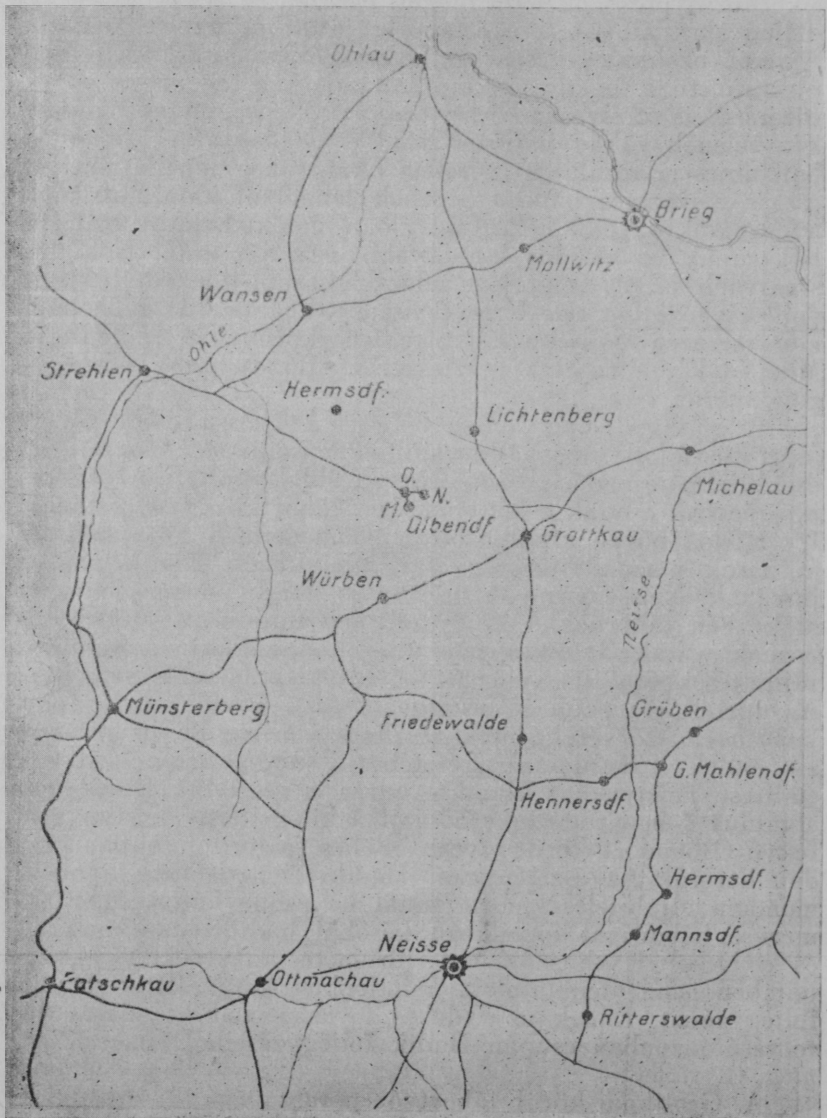 Ohlau
Brieg
Mollwitz
Wansen
Ohle
Strehlen
Hermsdf.
Lichtenberg
Michelau
O.
N.
M.
Olbendf
Grottkau
Würben
Neisse
Münsterberg
Friedewalde
Grüben
G. Mahlendf.
Hennersdf.
Hermsdf.
Mannsdf.
Neisse
Patschkau
Ottmachau
Ritterswalde